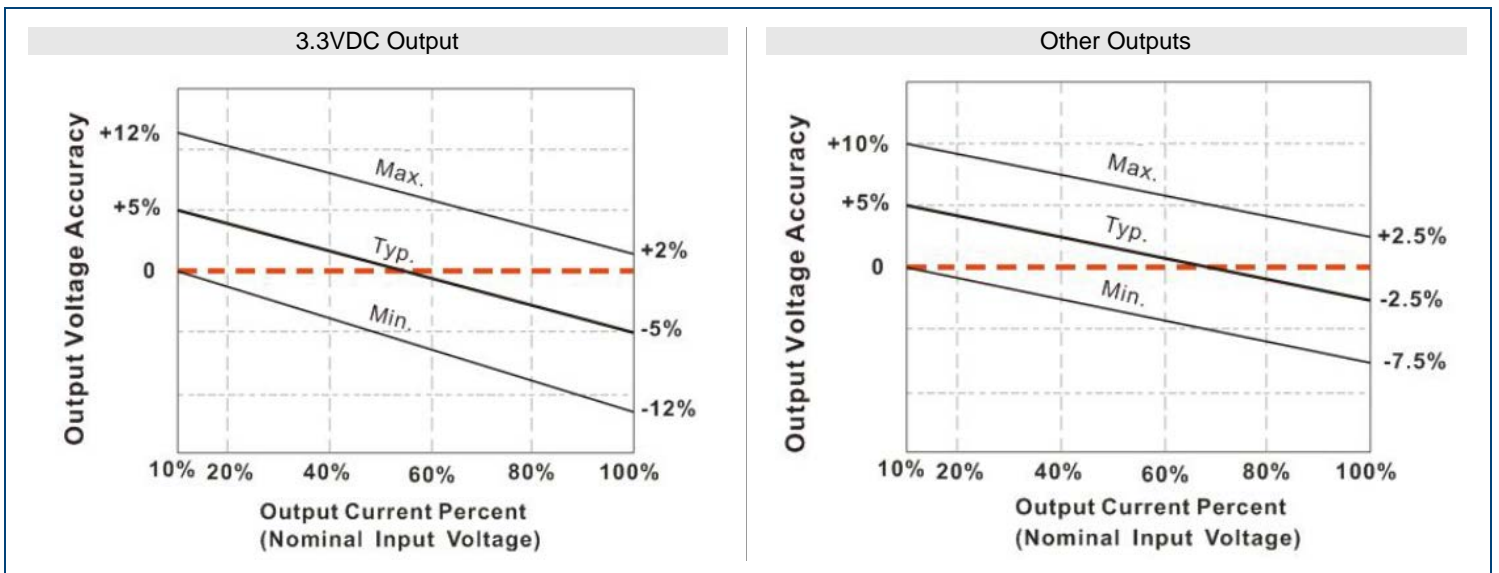 3.3VDC Output
Output Voltage Accuracy
+12%
+5%
0
Max.
Typ.
Min.
+2%
-5%
-12%
10% 20% 40% 60% 80% 100%
Output Current Percent
(Nominal Input Voltage)
Other Outputs
Output Voltage Accuracy
+10%
+5%
0
Max.
Typ.
Min.
+2.5%
-2.5%
-7.5%
10% 20% 40% 60% 80% 100%
Output Current Percent
(Nominal Input Voltage)